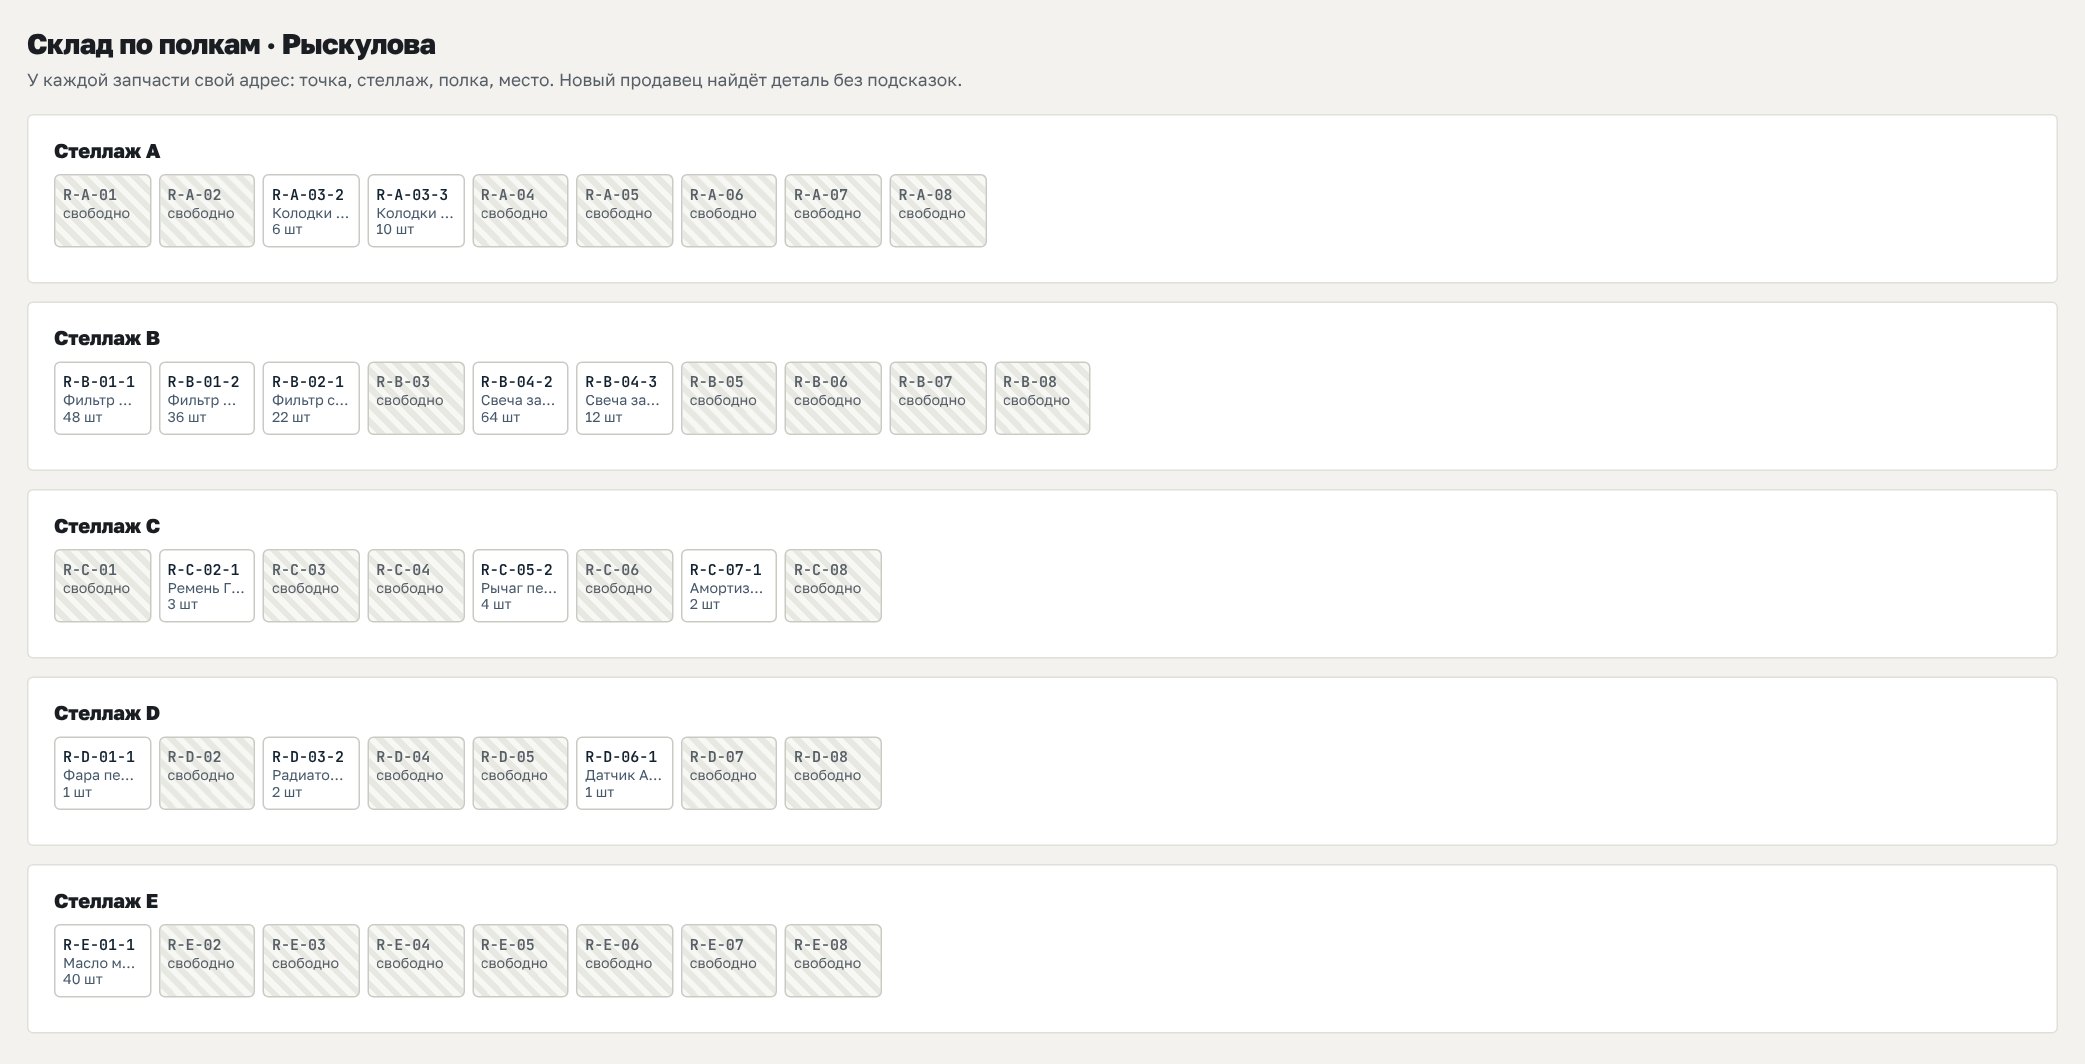 Склад по полкам · Рыскулова
У каждой запчасти свой адрес: точка, стеллаж, полка, место. Новый продавец найдёт деталь без подсказок.
Стеллаж A
R-A-01 R-A-02 R-A-03-2 R-A-03-3 R-A-04 R-A-05 R-A-06 R-A-07 R-A-08
свободно свободно Колодки ... Колодки ... свободно свободно свободно свободно свободно
6 шт 10 шт
Стеллаж B
R-B-01-1 R-B-01-2 R-B-02-1 R-B-03 R-B-04-2 R-B-04-3 R-B-05 R-B-06 R-B-07 R-B-08
Фильтр ... Фильтр ... Фильтр с... свободно Свеча за... Свеча за... свободно свободно свободно свободно
48 шт 36 шт 22 шт 64 шт 12 шт
Стеллаж C
R-C-01 R-C-02-1 R-C-03 R-C-04 R-C-05-2 R-C-06 R-C-07-1 R-C-08
свободно Ремень Г... свободно свободно Рычаг пе... свободно Амортиз... свободно
3 шт 4 шт 2 шт
Стеллаж D
R-D-01-1 R-D-02 R-D-03-2 R-D-04 R-D-05 R-D-06-1 R-D-07 R-D-08
Фара пе... свободно Радиато... свободно свободно Датчик А... свободно свободно
1 шт 2 шт 1 шт
Стеллаж E
R-E-01-1 R-E-02 R-E-03 R-E-04 R-E-05 R-E-06 R-E-07 R-E-08
Масло м... свободно свободно свободно свободно свободно свободно свободно
40 шт